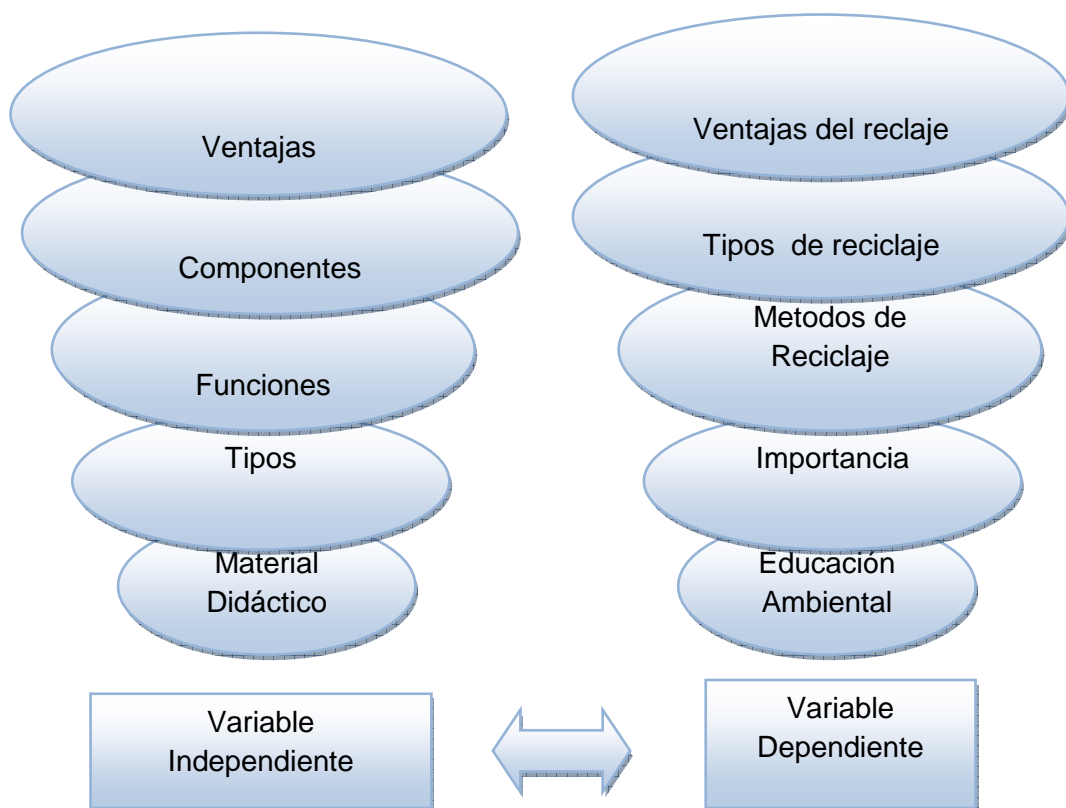 Ventajas
Componentes
Funciones
Tipos
Material
Didáctico
Variable
Independiente
Ventajas del reclaje
Tipos de reciclaje
Metodos de
Reciclaje
Importancia
Educación
Ambiental
Variable
Dependiente